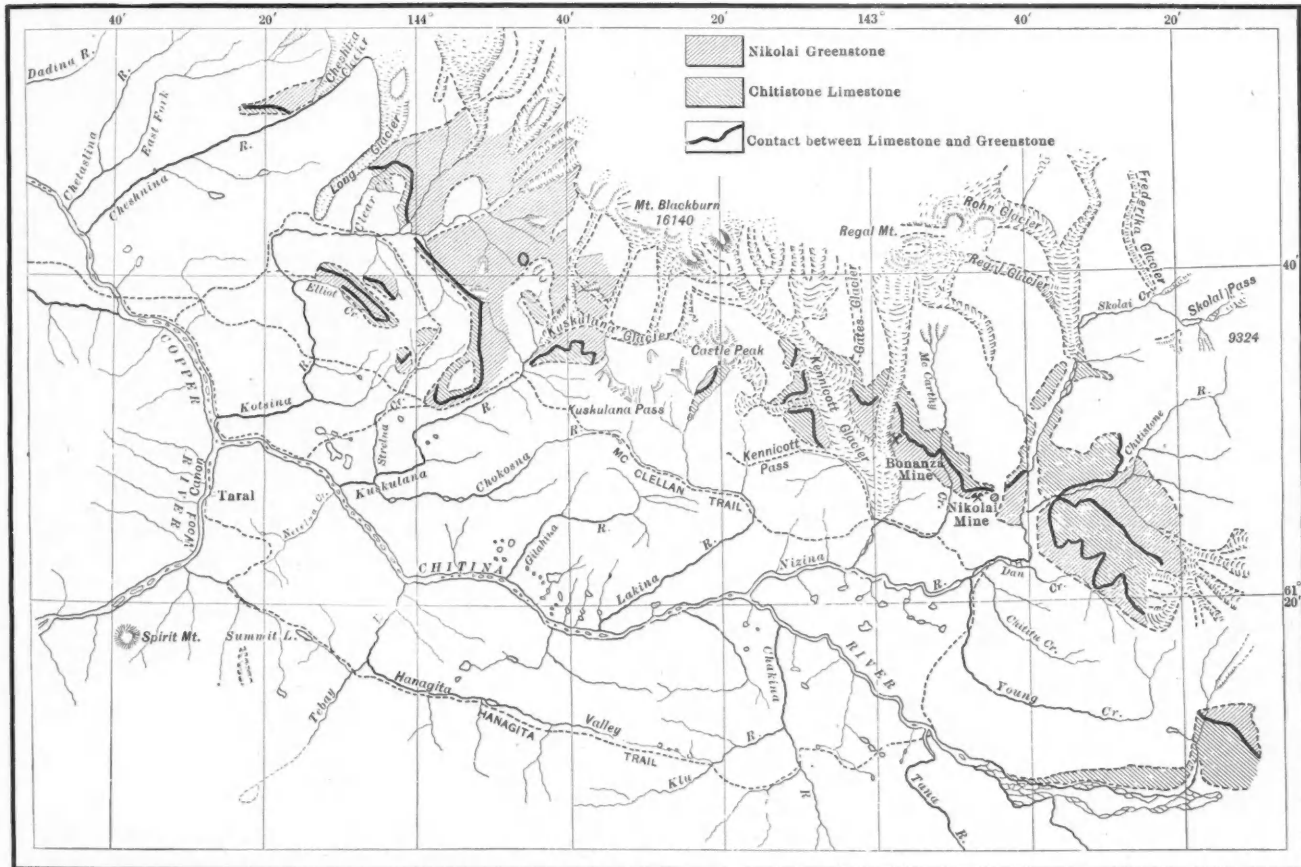 40′
20′
144°
20′
40′
20′
143°
40′
20′
Nikolai Greenstone
Chitistone Limestone
Contact between Limestone and Greenstone
Dadina R.
Chetaslina R.
East Fork
Cheshnina R.
Long Glacier
Clear
Mt. Blackburn
16140
Regal Mt.
Rohn Glacier
Regal Glacier
Frederika Glacier
40′
Skolai Cr.
Skolai Pass
9324
Elliot Cr.
O
Kuskulana Glacier
Castle Peak
Gates Glacier
Kennicott Glacier
Mc Carthy Cr.
COPPER RIVER
Kotsina R.
Strelna Cr.
Kuskulana R.
Kuskulana Pass
Chokosna R.
MC CLELLAN TRAIL
Kennicott Pass
Bonanza Mine
Nikolai Mine
Chitistone R.
Taral
Canon
Foot
CHITINA RIVER
Gilahina R.
Lakina R.
Nizina R.
Dan Cr.
61°
20′
Spirit Mt.
Summit L.
Tebay
Hanagita Valley
HANAGITA TRAIL
Klu R.
Chakina R
Chititu Cr.
Young Cr.
Tana R.